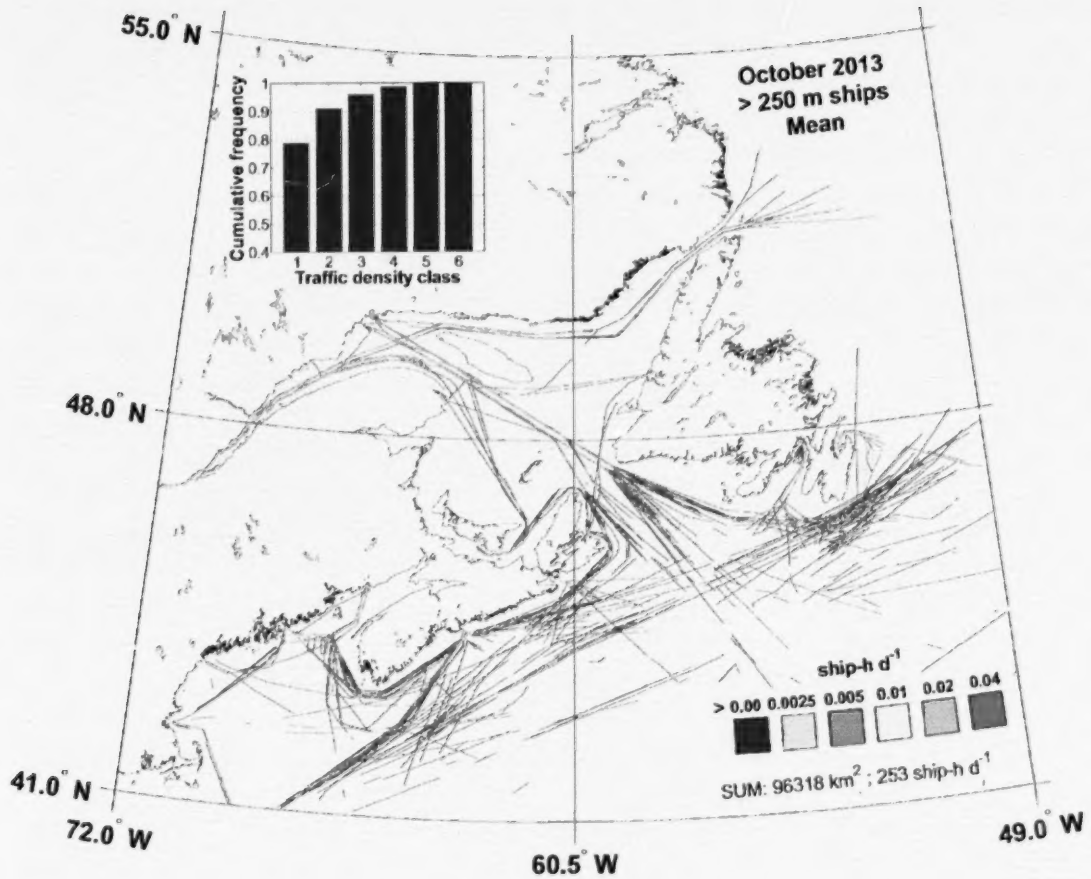 55.0° N
October 2013
> 250 m ships
Mean
Cumulative frequency
1
0.9
0.8
0.7
0.6
0.5
0.4
1 2 3 4 5 6
Traffic density class
48.0° N
ship-h d⁻¹
> 0.00 0.0025 0.005 0.01 0.02 0.04
SUM: 96318 km² ; 253 ship-h d⁻¹
41.0° N
72.0° W
60.5° W
49.0° W